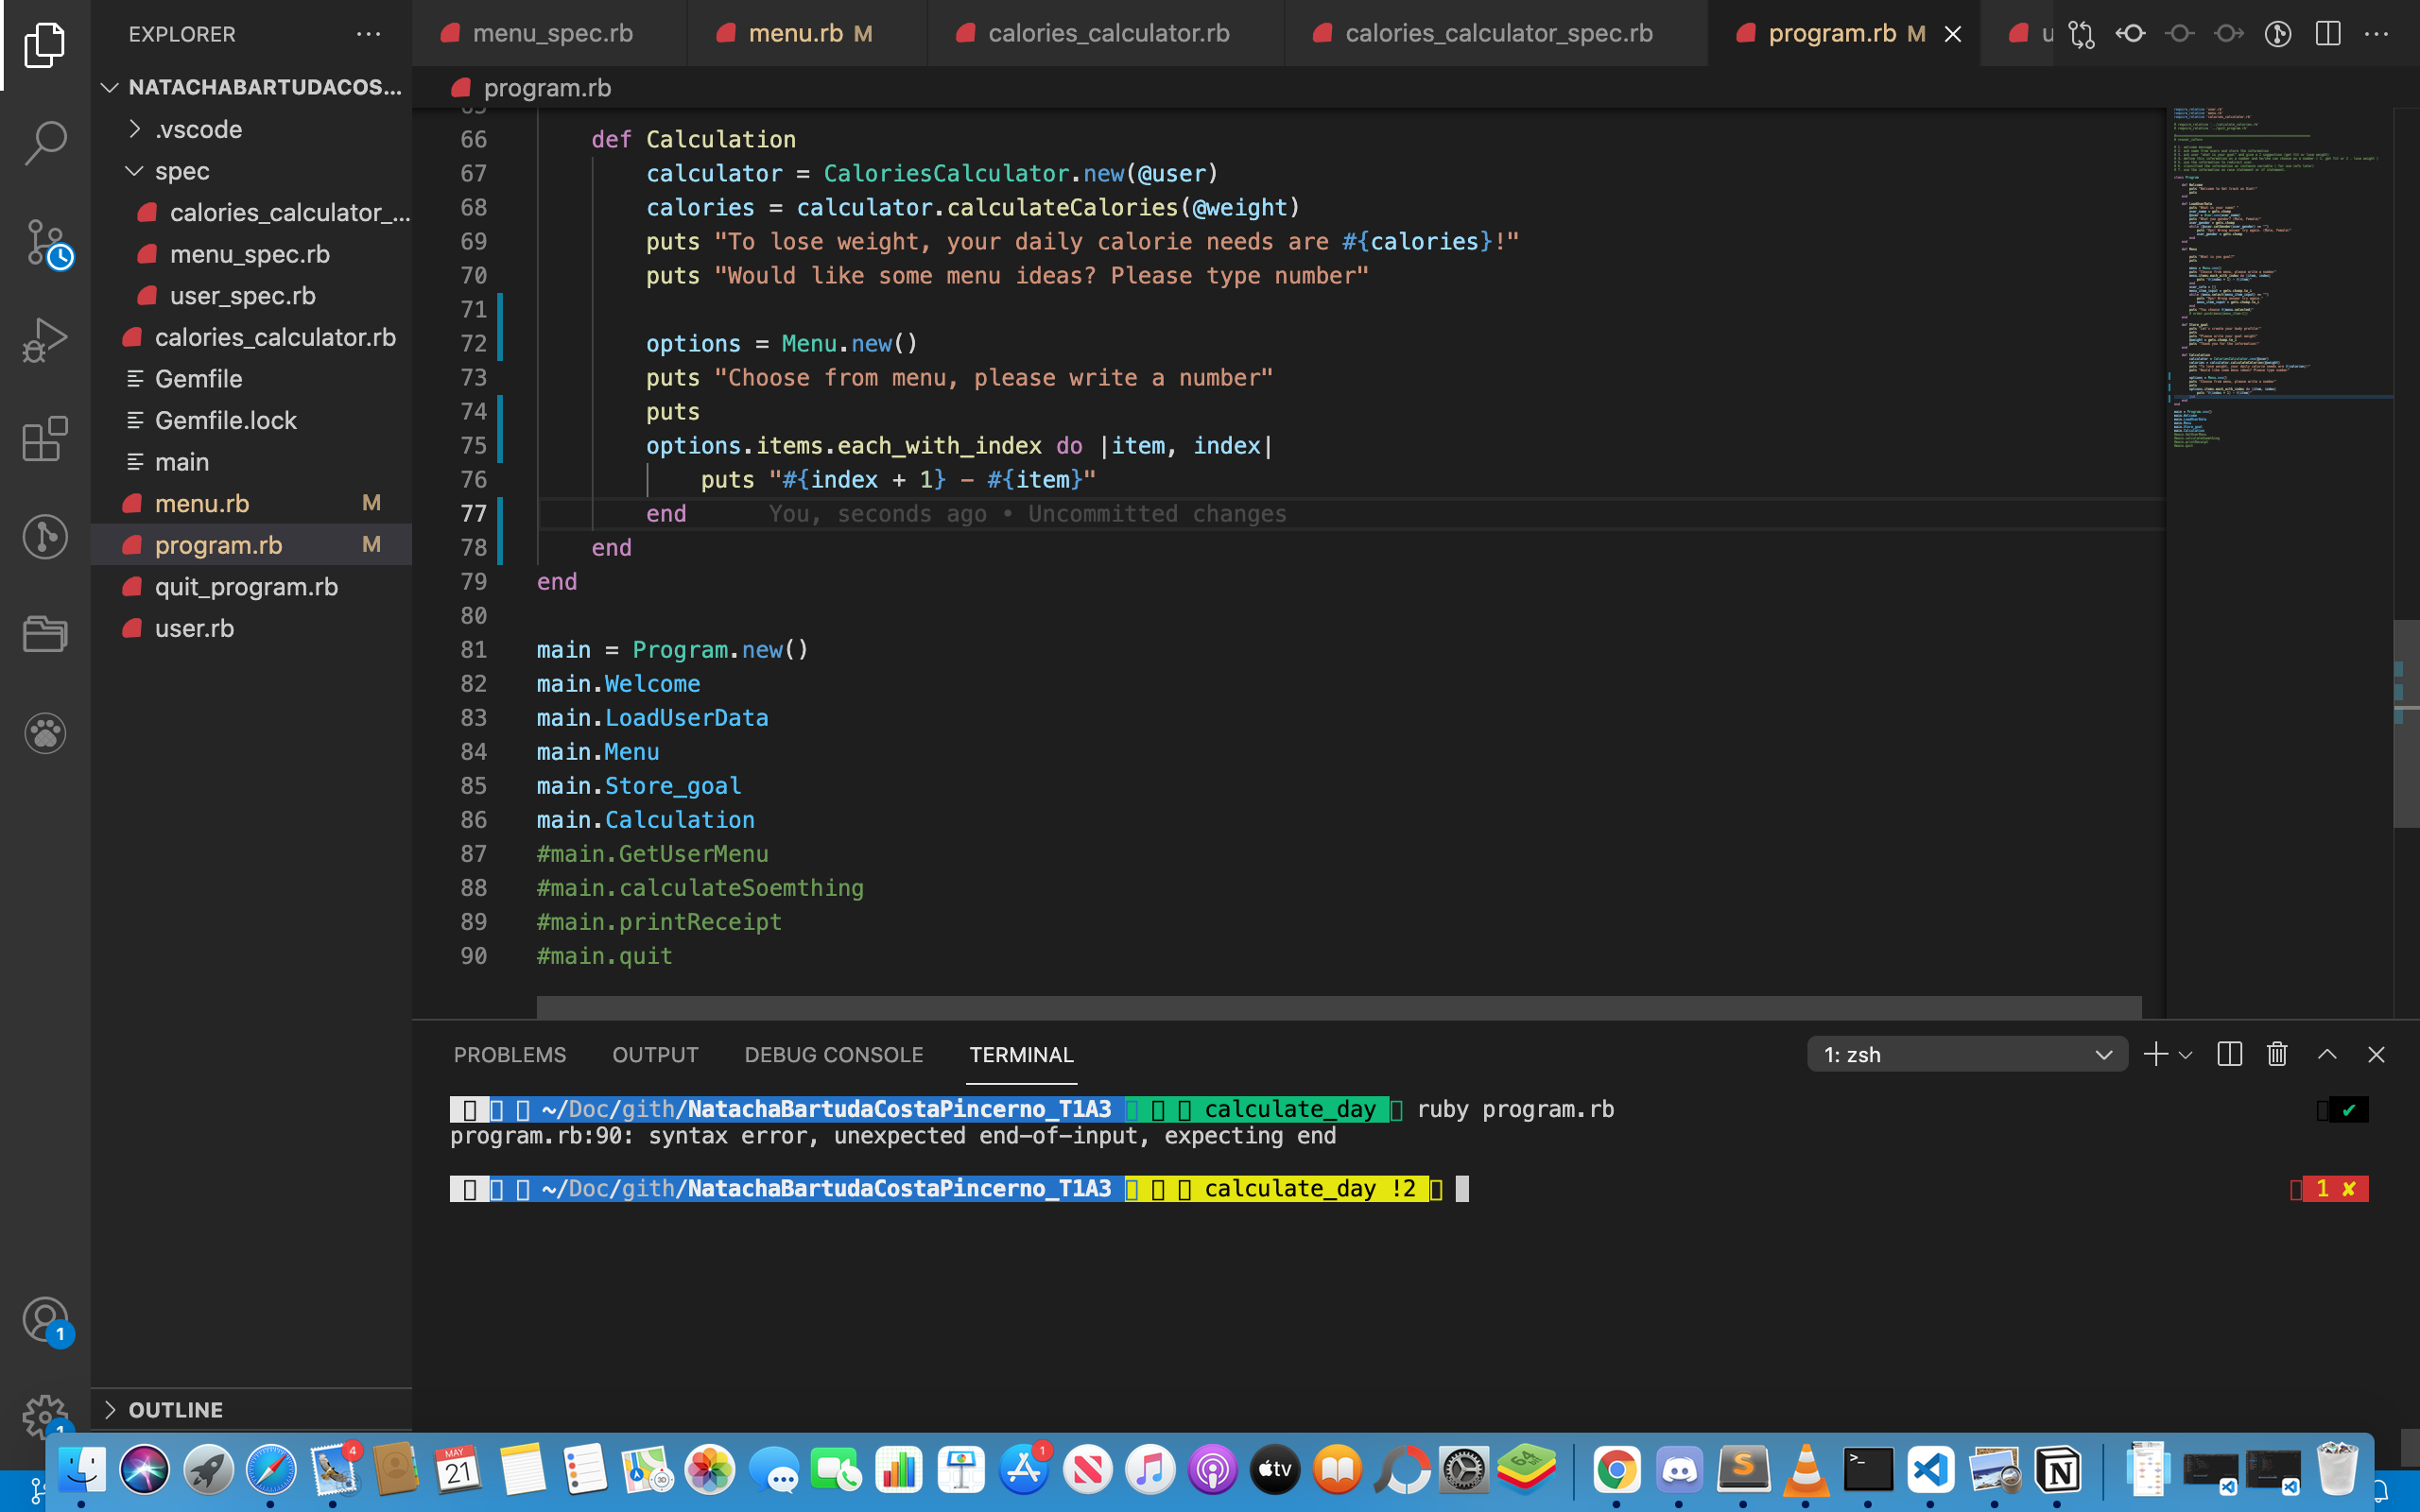 EXPLORER
NATACHABARTUDACOS...
.vscode
spec
calories_calculator_...
menu_spec.rb
user_spec.rb
calories_calculator.rb
Gemfile
Gemfile.lock
main
menu.rb M
program.rb M
quit_program.rb
user.rb
OUTLINE
menu_spec.rb
menu.rb M
calories_calculator.rb
calories_calculator_spec.rb
program.rb M
u
program.rb
66 def Calculation
67 calculator = CaloriesCalculator.new(@user)
68 calories = calculator.calculateCalories(@weight)
69 puts "To lose weight, your daily calorie needs are #{calories}!"
70 puts "Would like some menu ideas? Please type number"
71
72 options = Menu.new()
73 puts "Choose from menu, please write a number"
74 puts
75 options.items.each_with_index do |item, index|
76 puts "#{index + 1} - #{item}"
77 end You, seconds ago • Uncommitted changes
78 end
79 end
80
81 main = Program.new()
82 main.Welcome
83 main.LoadUserData
84 main.Menu
85 main.Store_goal
86 main.Calculation
87 #main.GetUserMenu
88 #main.calculateSoemthing
89 #main.printReceipt
90 #main.quit
PROBLEMS OUTPUT DEBUG CONSOLE TERMINAL
1: zsh
~/Doc/gith/NatachaBartudaCostaPincerno_T1A3 calculate_day ruby program.rb ✔
program.rb:90: syntax error, unexpected end-of-input, expecting end
~/Doc/gith/NatachaBartudaCostaPincerno_T1A3 calculate_day !2 1 ✘
1
1
4
MAY
21
3D
1
tv
64
S
>_
N